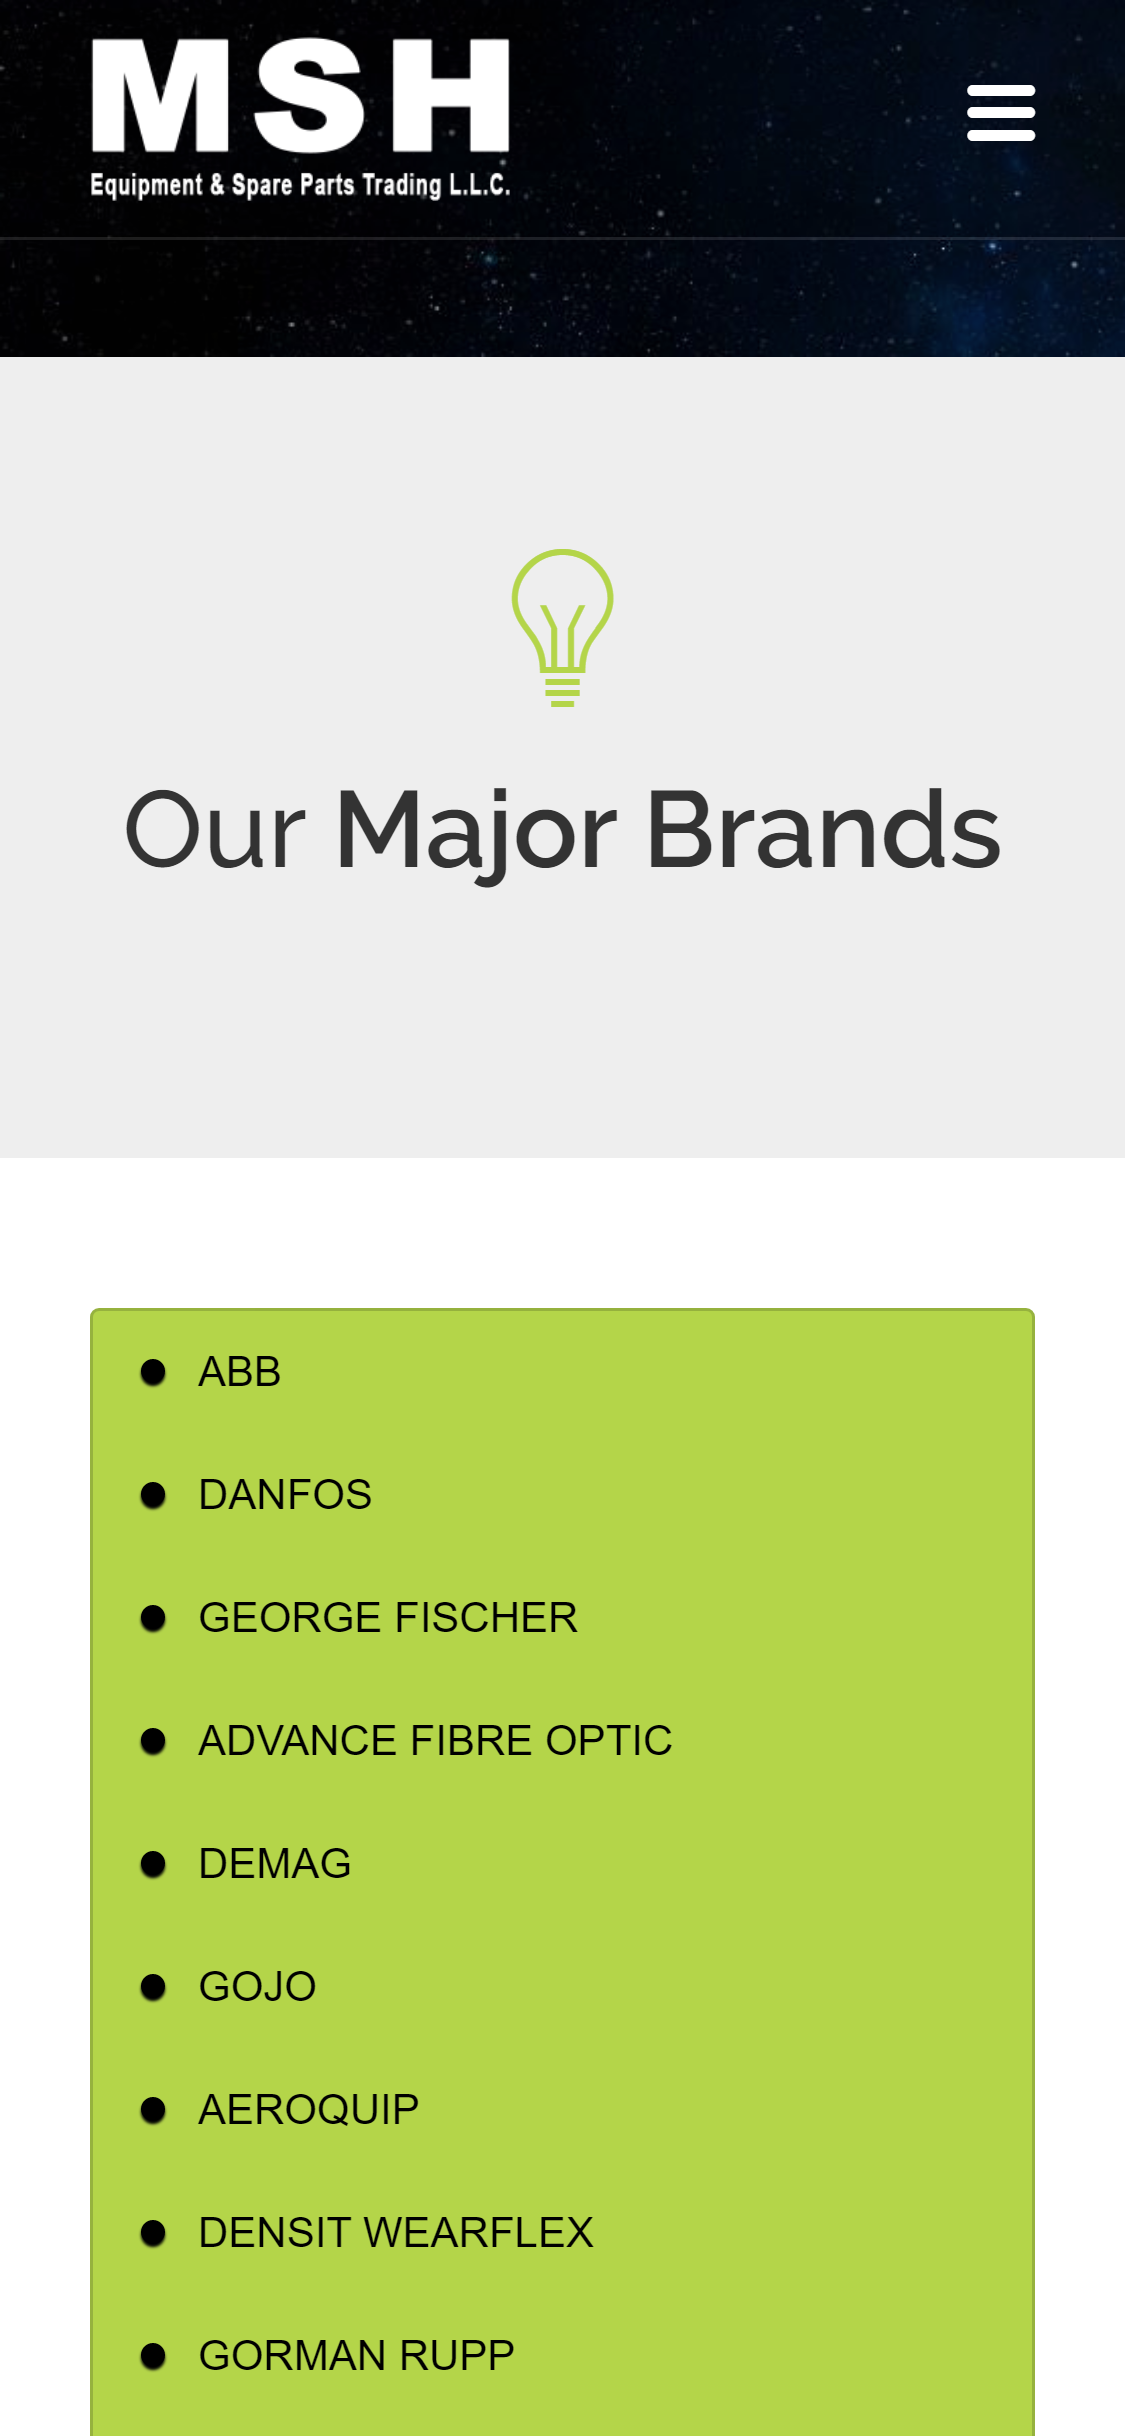 MSH
Equipment & Spare Parts Trading L.L.C.
Our Major Brands
ABB
DANFOS
GEORGE FISCHER
ADVANCE FIBRE OPTIC
DEMAG
GOJO
AEROQUIP
DENSIT WEARFLEX
GORMAN RUPP